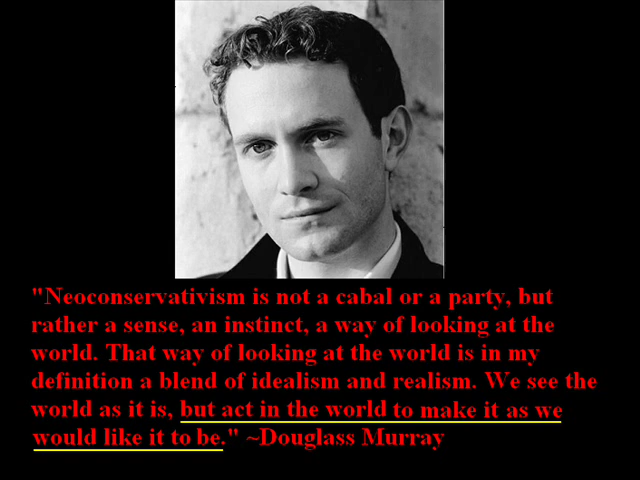 "Neoconservativism is not a cabal or a party, but
rather a sense, an instinct, a way of looking at the
world. That way of looking at the world is in my
definition a blend of idealism and realism. We see the
world as it is, but act in the world to make it as we
would like it to be." ~Douglass Murray